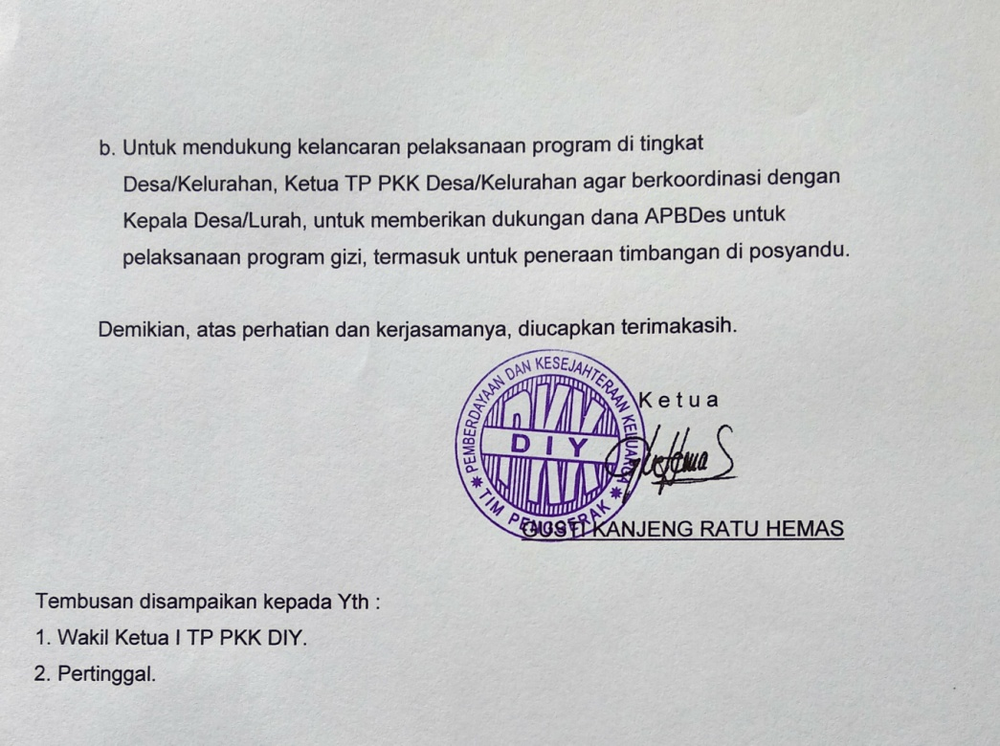 b. Untuk mendukung kelancaran pelaksanaan program di tingkat
Desa/Kelurahan, Ketua TP PKK Desa/Kelurahan agar berkoordinasi dengan
Kepala Desa/Lurah, untuk memberikan dukungan dana APBDes untuk
pelaksanaan program gizi, termasuk untuk peneraan timbangan di posyandu.
Demikian, atas perhatian dan kerjasamanya, diucapkan terimakasih.
Ketua
PEMBERDAYAAN DAN KESEJAHTERAAN KELUARGA
PKK
DIY
TIM PENGGERAK
GUSTI KANJENG RATU HEMAS
Tembusan disampaikan kepada Yth :
1. Wakil Ketua I TP PKK DIY.
2. Pertinggal.